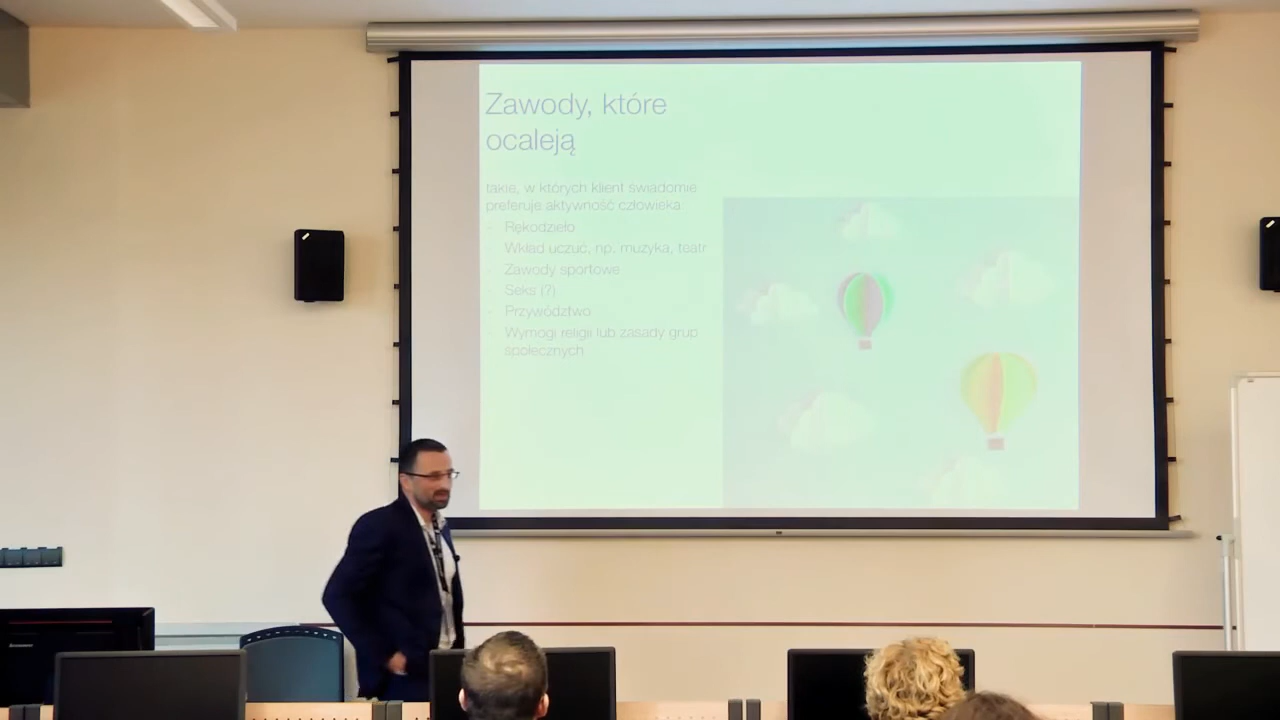 Zawody, które
ocaleją
takie, w których klient świadomie
preferuje aktywność człowieka:
- Rękodzieło
- Wkład uczuć, np. muzyka, teatr
- Zawody sportowe
- Seks (?)
- Przywództwo
- Wymogi religii lub zasady grup
społecznych